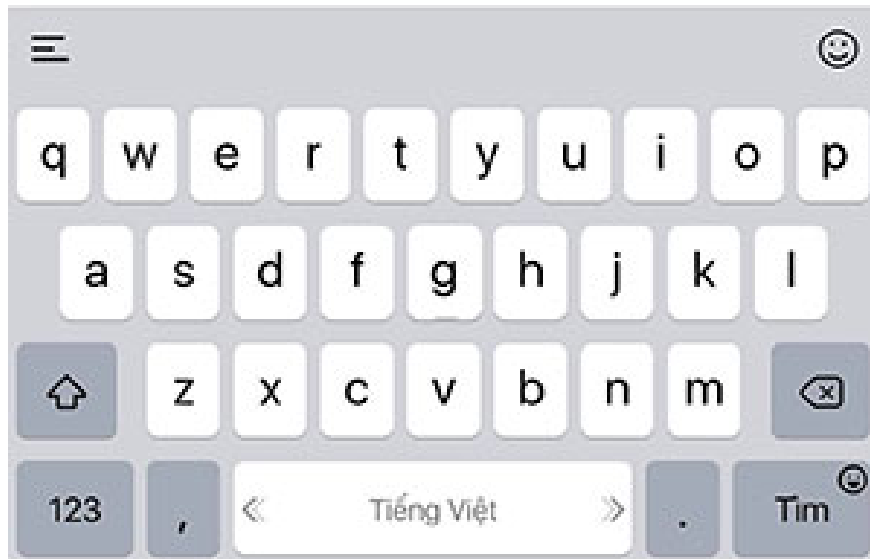 q w e r t y u i o p
a s d f g h j k l
z x c v b n m
123 , « Tiếng Việt » . Tìm